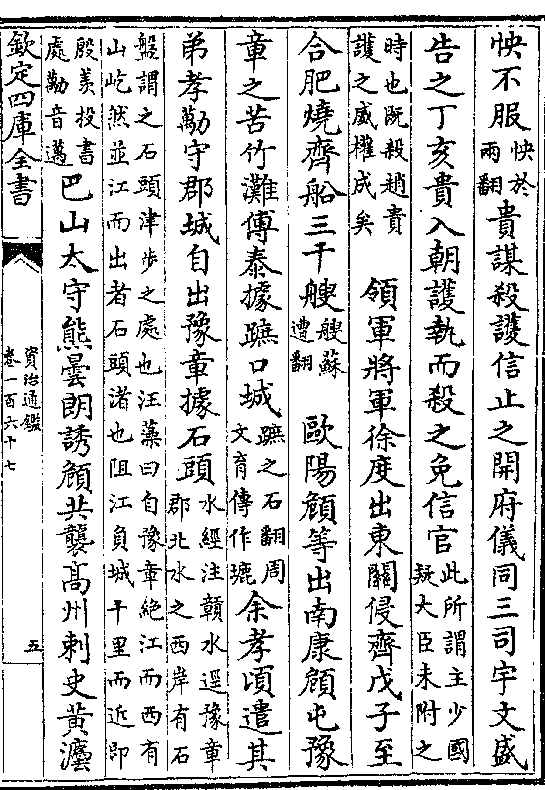 怏不服怏於兩翻貴謀殺護信止之開府儀同三司宇文盛
告之丁亥貴入朝護執而殺之免信官此所謂主少國疑大臣未附之
時也既殺趙貴護之威權成矣　領軍將軍徐度出東關侵齊戊子至
合肥燒齊船三千艘艘蘇遭翻　歐陽頠等出南康頠屯豫
章之苦竹灘傅泰據蹠口城蹠之石翻周文育傳作余孝頃遣其
弟孝勱守郡城自出豫章據石頭水經注贛水逕豫章郡北水之西岸有石
盤謂之石頭津步之處也汪藻曰自豫章絶江而西有山屹然並江而出者石頭渚也阻江負城十里而近即
殷羡投書處勱音邁巴山太守熊曇朗誘頠共襲髙州刺史黄灋
欽定四庫全書
資治通鑑
卷一百六十七
五